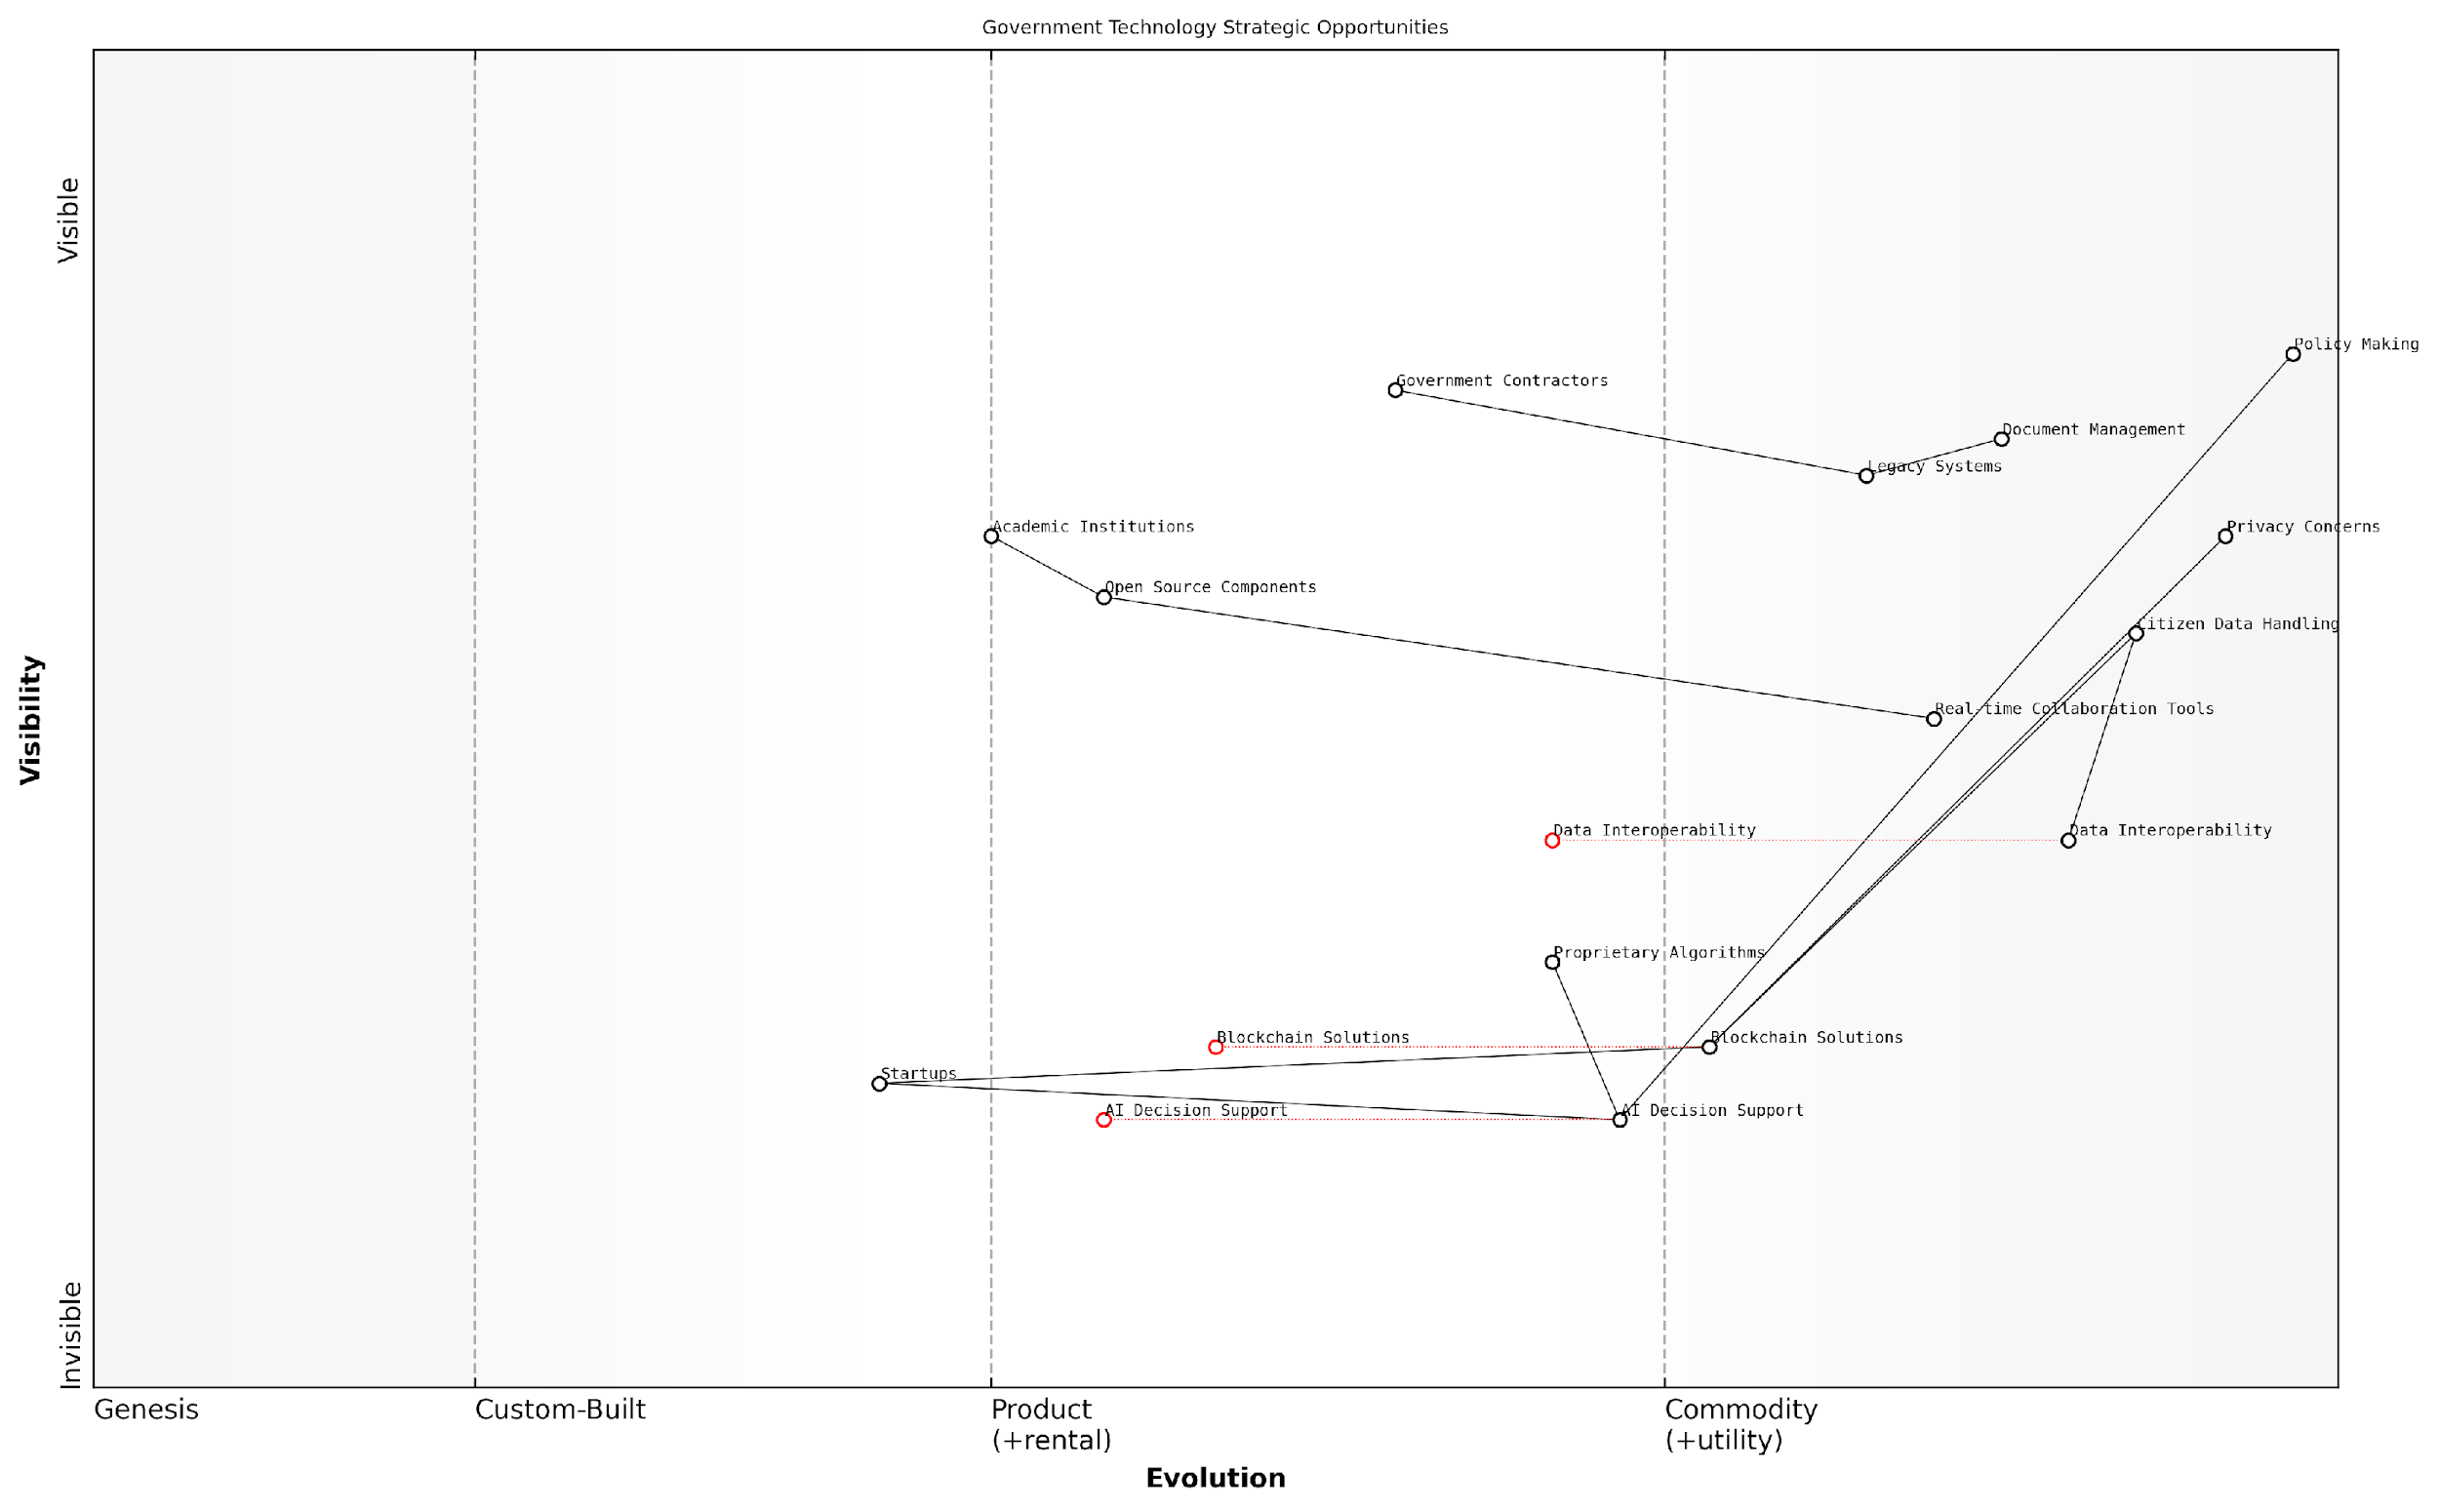 Government Technology Strategic Opportunities
Visible
Policy Making
Government Contractors
Document Management
Legacy Systems
Academic Institutions
Privacy Concerns
Open Source Components
Citizen Data Handling
Visibility
Real-time Collaboration Tools
Data Interoperability
Data Interoperability
Proprietary Algorithms
Blockchain Solutions
Blockchain Solutions
Startups
AI Decision Support
AI Decision Support
Invisible
Genesis
Custom-Built
Product
(+rental)
Commodity
(+utility)
Evolution